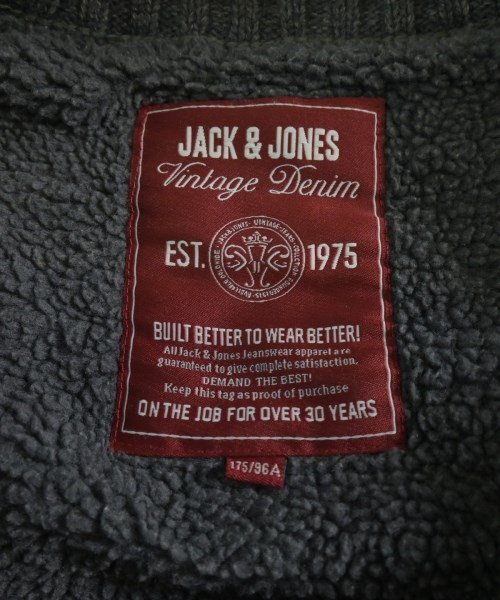 JACK & JONES
Vintage Denim
EST. 1975
BUILT BETTER TO WEAR BETTER!
All Jack & Jones Jeanswear apparel are
guaranteed to give complete satisfaction.
DEMAND THE BEST!
Keep this tag as proof of purchase
ON THE JOB FOR OVER 30 YEARS
175/96A